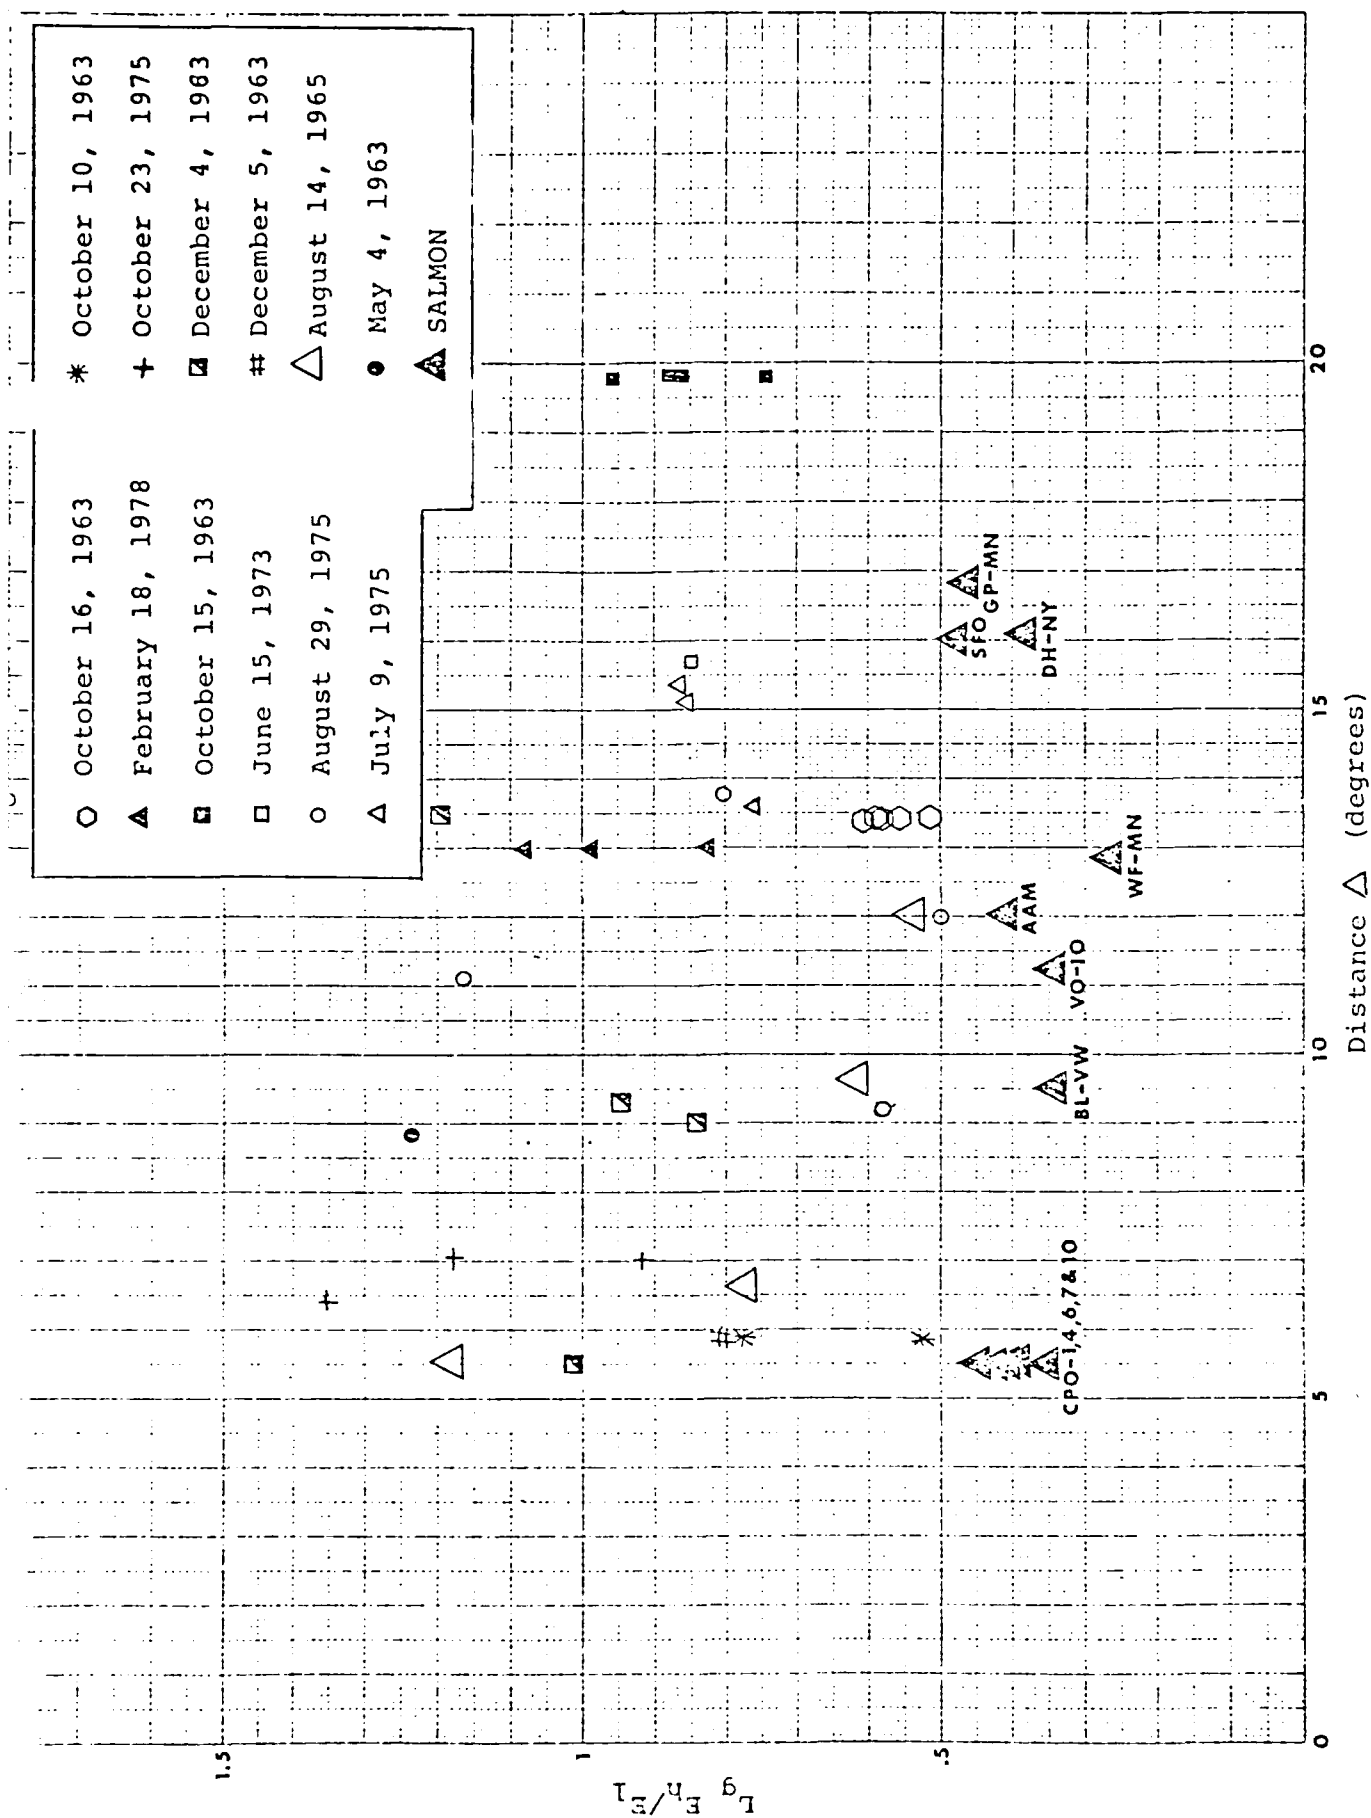 October 16, 1963
February 18, 1978
October 15, 1963
June 15, 1973
August 29, 1975
July 9, 1975
* October 10, 1963
+ October 23, 1975
December 4, 1983
# December 5, 1963
August 14, 1965
May 4, 1963
SALMON
Lg Eh/El
1.5
1
.5
CPO-1,4,6,7&10
BL-VW
VO-IO
AAM
WF-MN
SFO
DH-NY
GP-MN
0
5
10
15
20
Distance Δ (degrees)